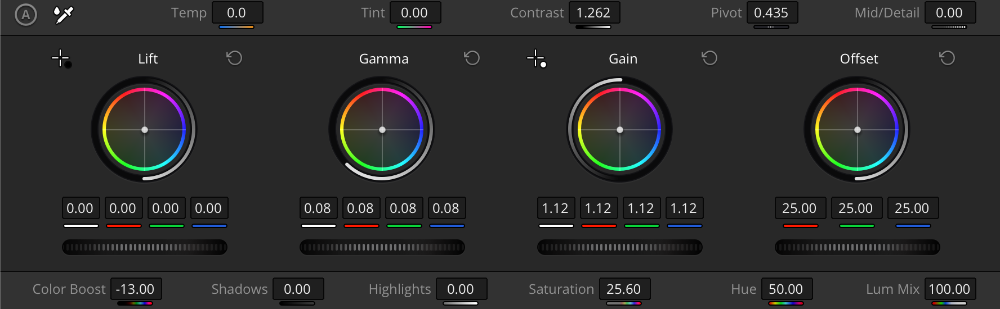 A Temp 0.0 Tint 0.00 Contrast 1.262 Pivot 0.435 Mid/Detail 0.00
Lift Gamma Gain Offset
0.00 0.00 0.00 0.00 0.08 0.08 0.08 0.08 1.12 1.12 1.12 1.12 25.00 25.00 25.00
Color Boost -13.00 Shadows 0.00 Highlights 0.00 Saturation 25.60 Hue 50.00 Lum Mix 100.00